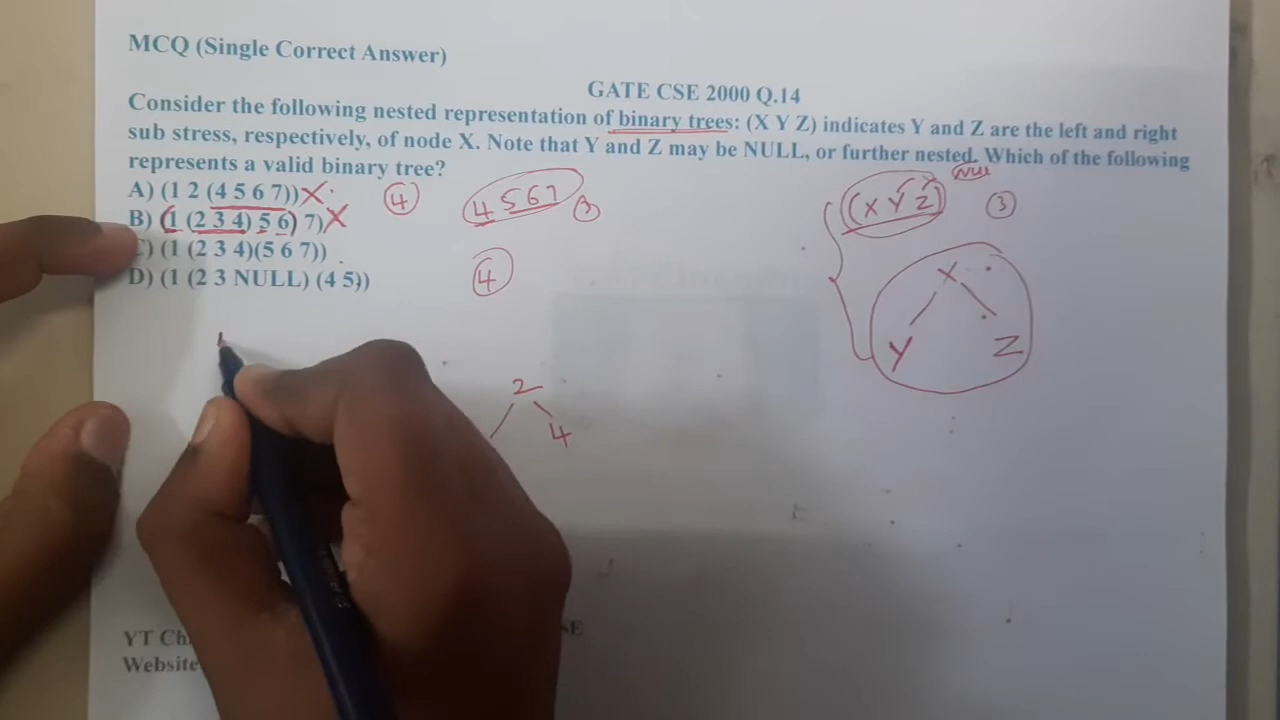 MCQ (Single Correct Answer)
GATE CSE 2000 Q.14
Consider the following nested representation of binary trees: (X Y Z) indicates Y and Z are the left and right
sub stress, respectively, of node X. Note that Y and Z may be NULL, or further nested. Which of the following
represents a valid binary tree?
A) (1 2 (4 5 6 7)) X
4
4 5 6 7
3
(X Y Z)
3
B) (1 (2 3 4) 5 6) 7) X
C) (1 (2 3 4)(5 6 7))
D) (1 (2 3 NULL) (4 5))
4
X
Y Z
2
4
YT Ch
Website